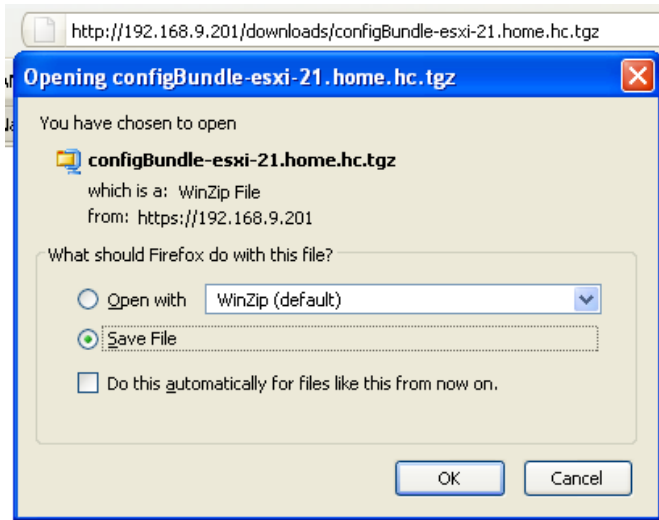 http://192.168.9.201/downloads/configBundle-esxi-21.home.hc.tgz
Opening configBundle-esxi-21.home.hc.tgz
You have chosen to open
configBundle-esxi-21.home.hc.tgz
which is a: WinZip File
from: https://192.168.9.201
What should Firefox do with this file?
Open with WinZip (default)
Save File
Do this automatically for files like this from now on.
OK Cancel